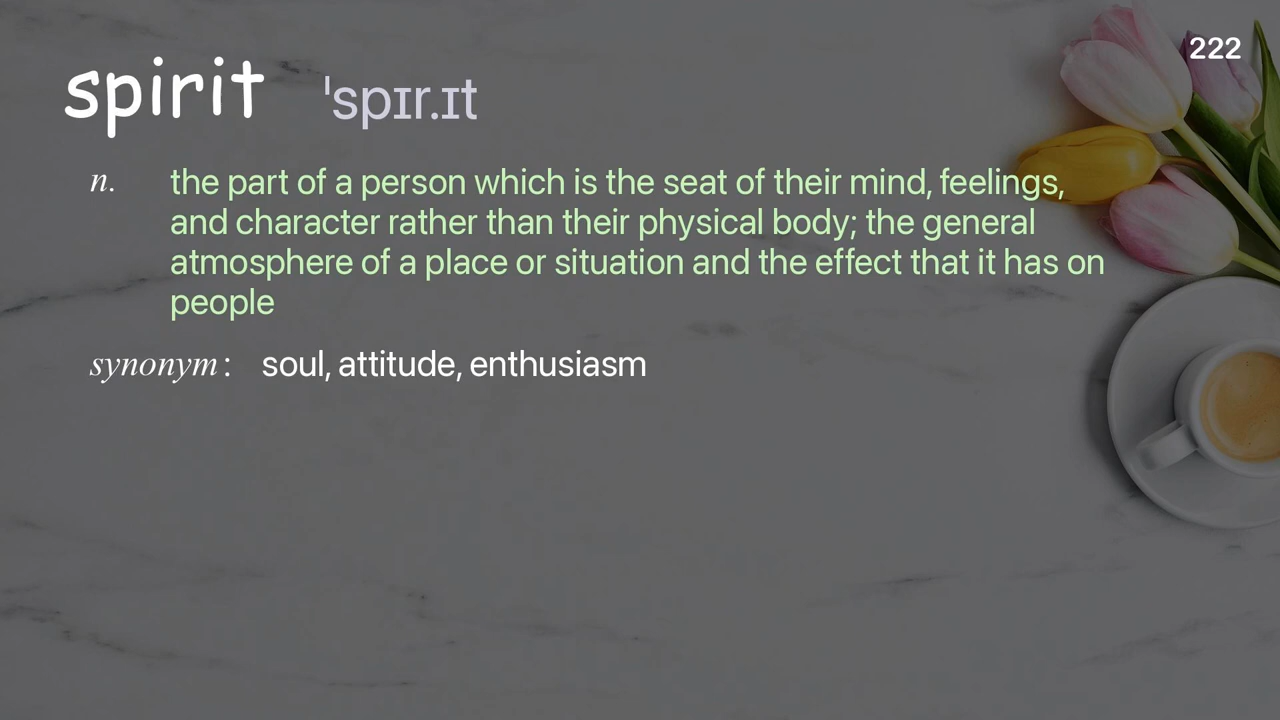 222
spirit ˈspɪr.ɪt
n. the part of a person which is the seat of their mind, feelings,
and character rather than their physical body; the general
atmosphere of a place or situation and the effect that it has on
people
synonym: soul, attitude, enthusiasm